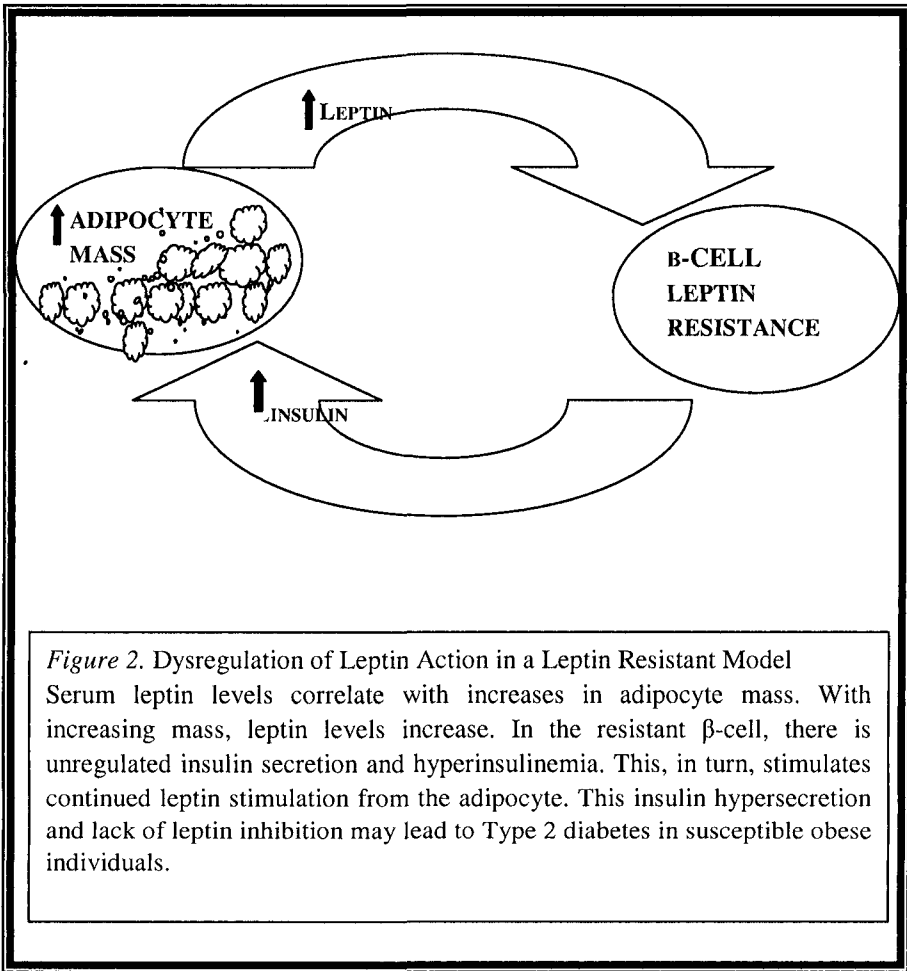 LEPTIN
ADIPOCYTE
MASS
B-CELL
LEPTIN
RESISTANCE
INSULIN
Figure 2. Dysregulation of Leptin Action in a Leptin Resistant Model
Serum leptin levels correlate with increases in adipocyte mass. With
increasing mass, leptin levels increase. In the resistant β-cell, there is
unregulated insulin secretion and hyperinsulinemia. This, in turn, stimulates
continued leptin stimulation from the adipocyte. This insulin hypersecretion
and lack of leptin inhibition may lead to Type 2 diabetes in susceptible obese
individuals.